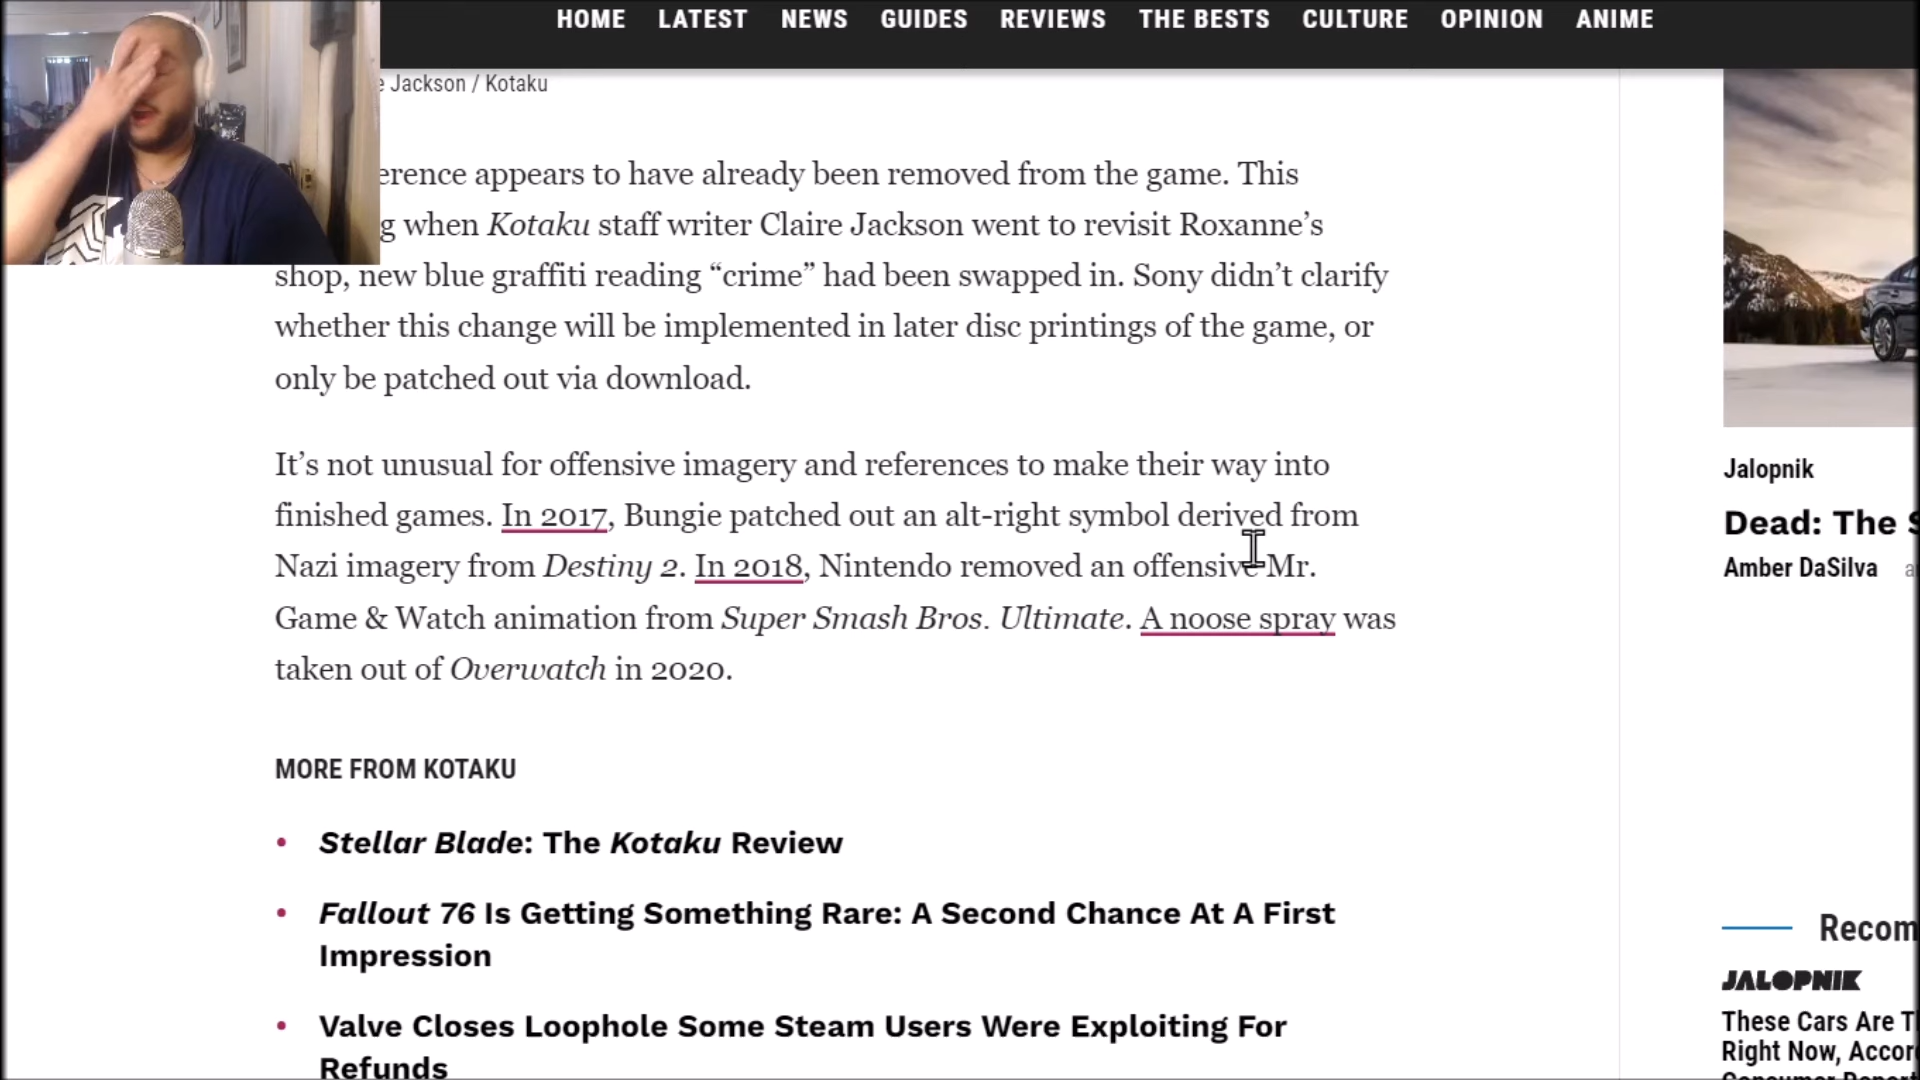 HOME LATEST NEWS GUIDES REVIEWS THE BESTS CULTURE OPINION ANIME
Jackson / Kotaku
appears to have already been removed from the game. This
when Kotaku staff writer Claire Jackson went to revisit Roxanne’s
shop, new blue graffiti reading “crime” had been swapped in. Sony didn’t clarify
whether this change will be implemented in later disc printings of the game, or
only be patched out via download.
It’s not unusual for offensive imagery and references to make their way into
finished games. In 2017, Bungie patched out an alt-right symbol derived from
Nazi imagery from Destiny 2. In 2018, Nintendo removed an offensive Mr.
Game & Watch animation from Super Smash Bros. Ultimate. A noose spray was
taken out of Overwatch in 2020.
MORE FROM KOTAKU
• Stellar Blade: The Kotaku Review
• Fallout 76 Is Getting Something Rare: A Second Chance At A First
Impression
• Valve Closes Loophole Some Steam Users Were Exploiting For
Refunds
Jalopnik
Dead: The
Amber DaSilva
JALOPNIK
These Cars Are
Right Now,